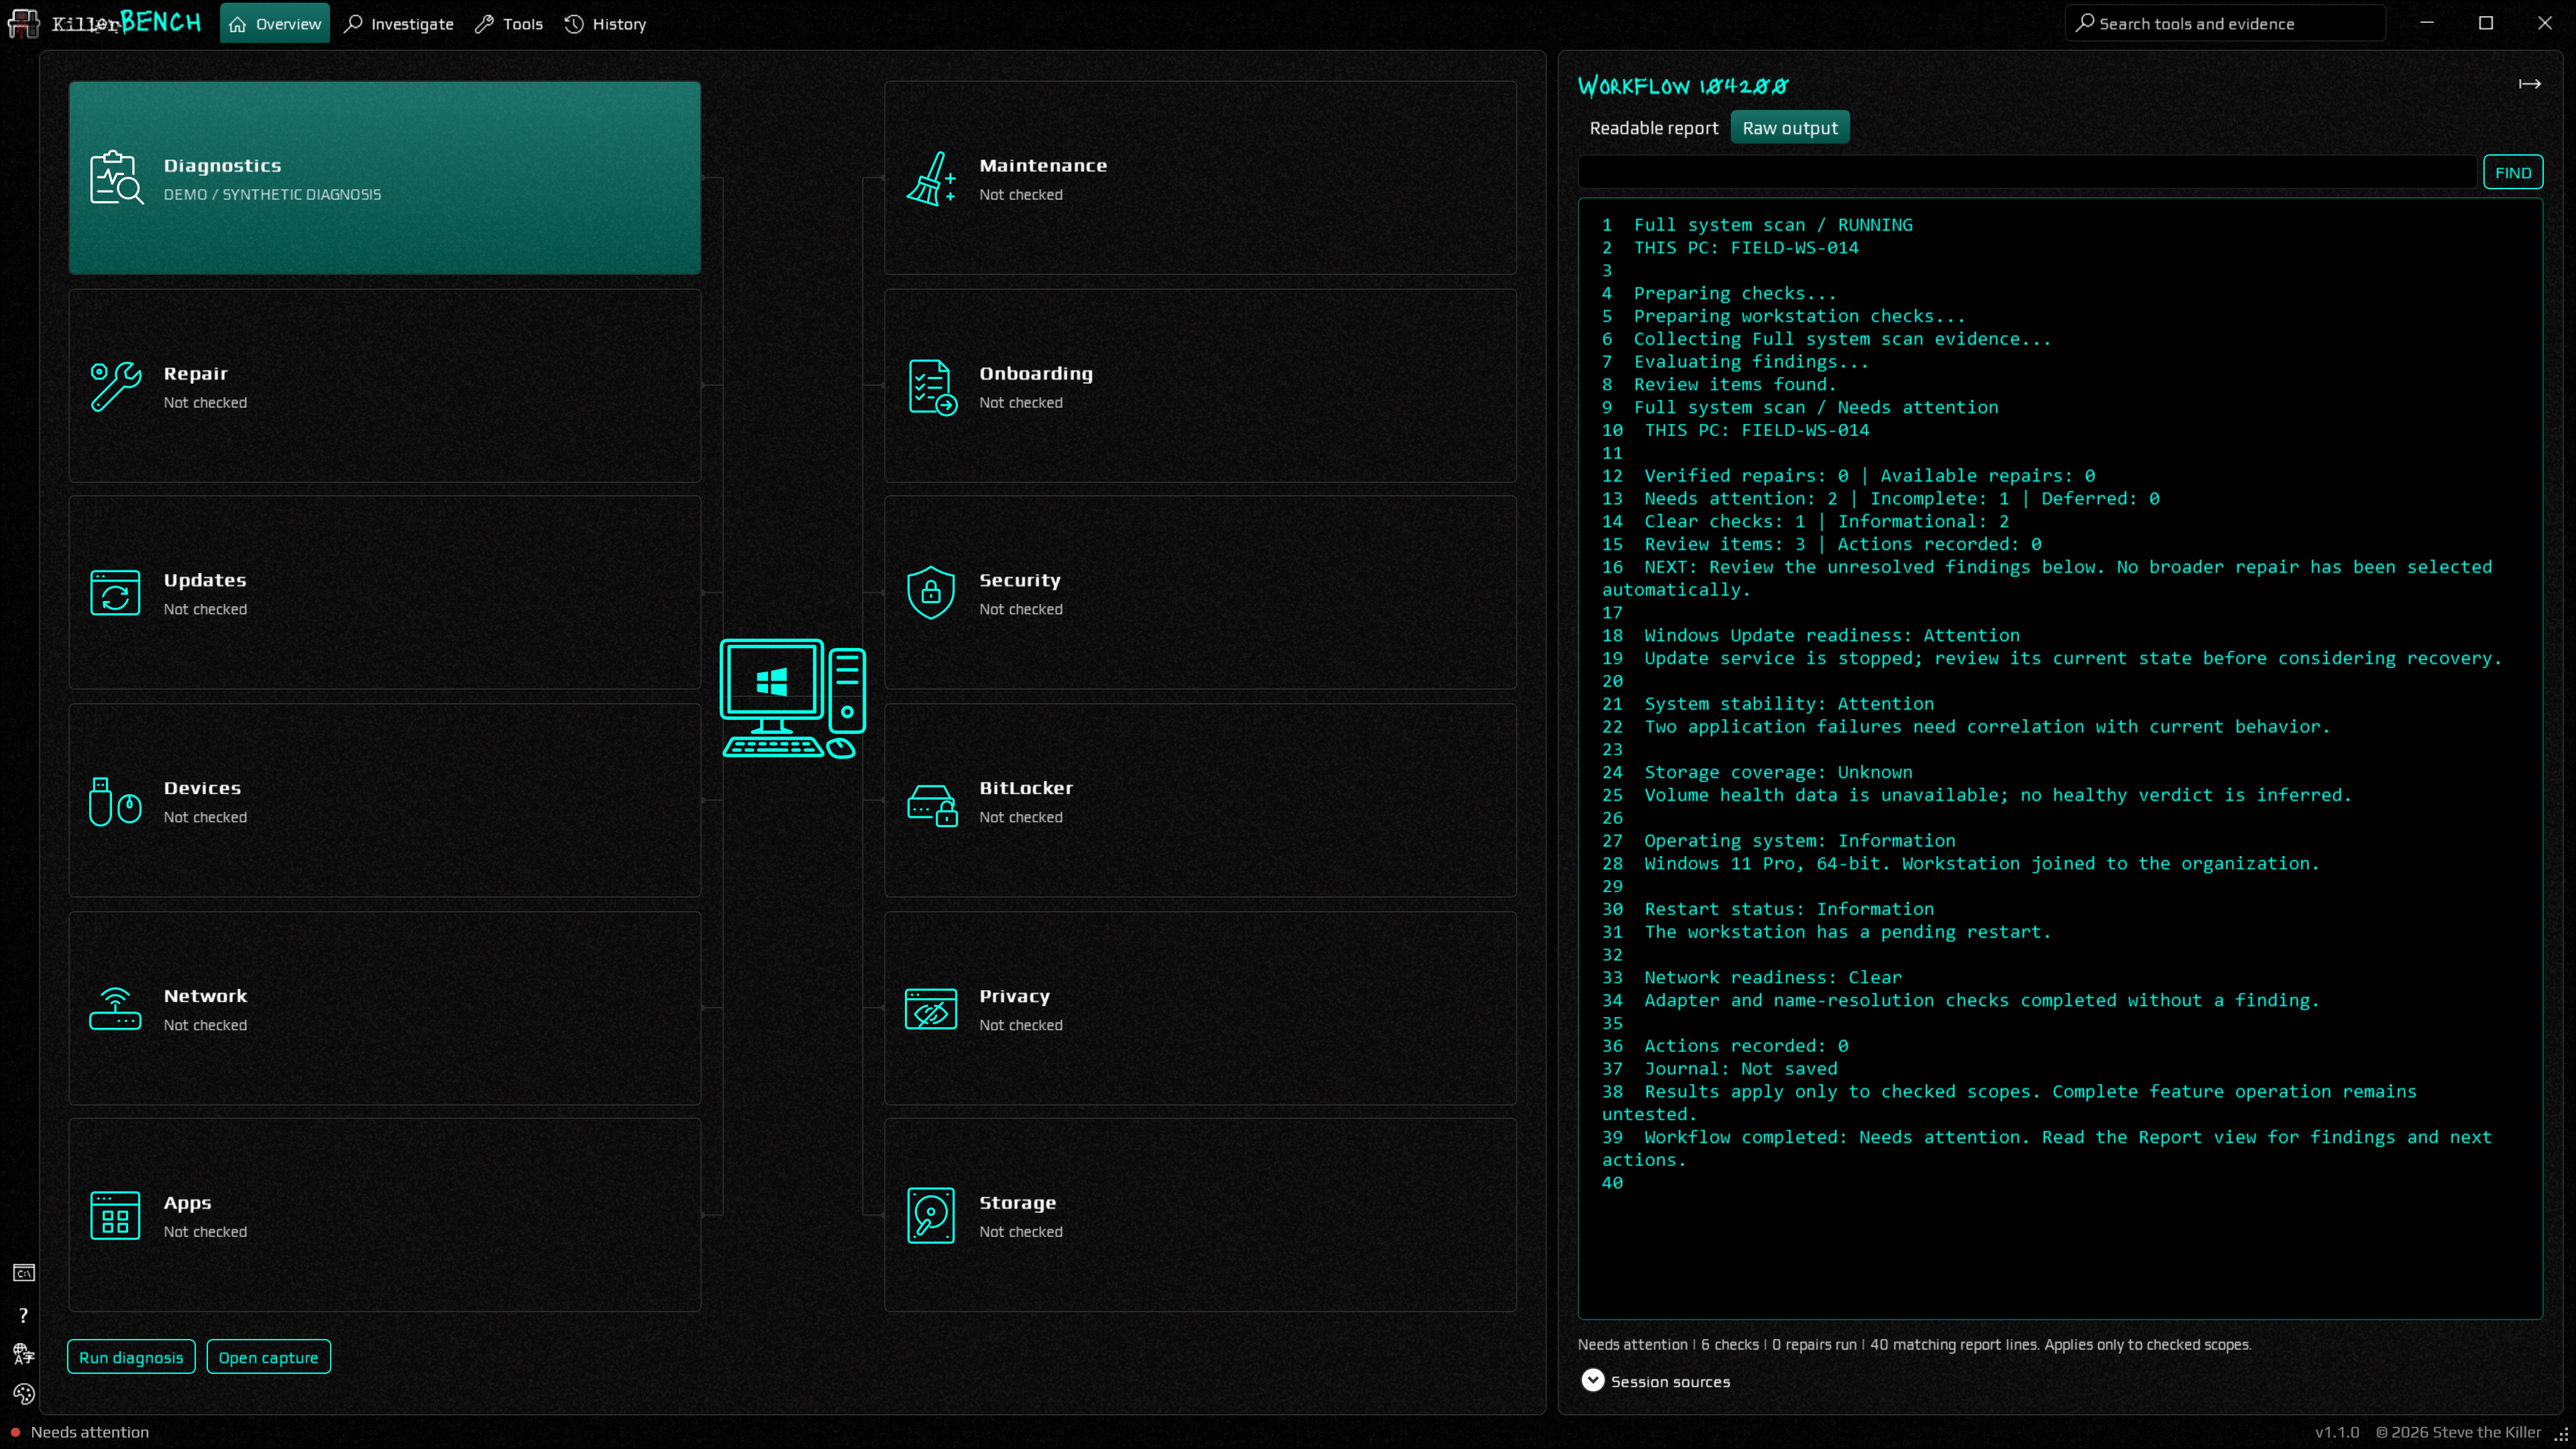 KillerBENCH
Overview
Investigate
Tools
History
Search tools and evidence
Diagnostics
DEMO / SYNTHETIC DIAGNOSIS
Maintenance
Not checked
Repair
Not checked
Onboarding
Not checked
Updates
Not checked
Security
Not checked
Devices
Not checked
BitLocker
Not checked
Network
Not checked
Privacy
Not checked
Apps
Not checked
Storage
Not checked
C:\
?
Run diagnosis
Open capture
WORKFLOW 104200
Readable report
Raw output
FIND
1 Full system scan / RUNNING
2 THIS PC: FIELD-WS-014
3
4 Preparing checks...
5 Preparing workstation checks...
6 Collecting Full system scan evidence...
7 Evaluating findings...
8 Review items found.
9 Full system scan / Needs attention
10 THIS PC: FIELD-WS-014
11
12 Verified repairs: 0 | Available repairs: 0
13 Needs attention: 2 | Incomplete: 1 | Deferred: 0
14 Clear checks: 1 | Informational: 2
15 Review items: 3 | Actions recorded: 0
16 NEXT: Review the unresolved findings below. No broader repair has been selected
automatically.
17
18 Windows Update readiness: Attention
19 Update service is stopped; review its current state before considering recovery.
20
21 System stability: Attention
22 Two application failures need correlation with current behavior.
23
24 Storage coverage: Unknown
25 Volume health data is unavailable; no healthy verdict is inferred.
26
27 Operating system: Information
28 Windows 11 Pro, 64-bit. Workstation joined to the organization.
29
30 Restart status: Information
31 The workstation has a pending restart.
32
33 Network readiness: Clear
34 Adapter and name-resolution checks completed without a finding.
35
36 Actions recorded: 0
37 Journal: Not saved
38 Results apply only to checked scopes. Complete feature operation remains
untested.
39 Workflow completed: Needs attention. Read the Report view for findings and next
actions.
40
Needs attention | 6 checks | 0 repairs run | 40 matching report lines. Applies only to checked scopes.
Session sources
Needs attention
v1.1.0 © 2026 Steve the Killer